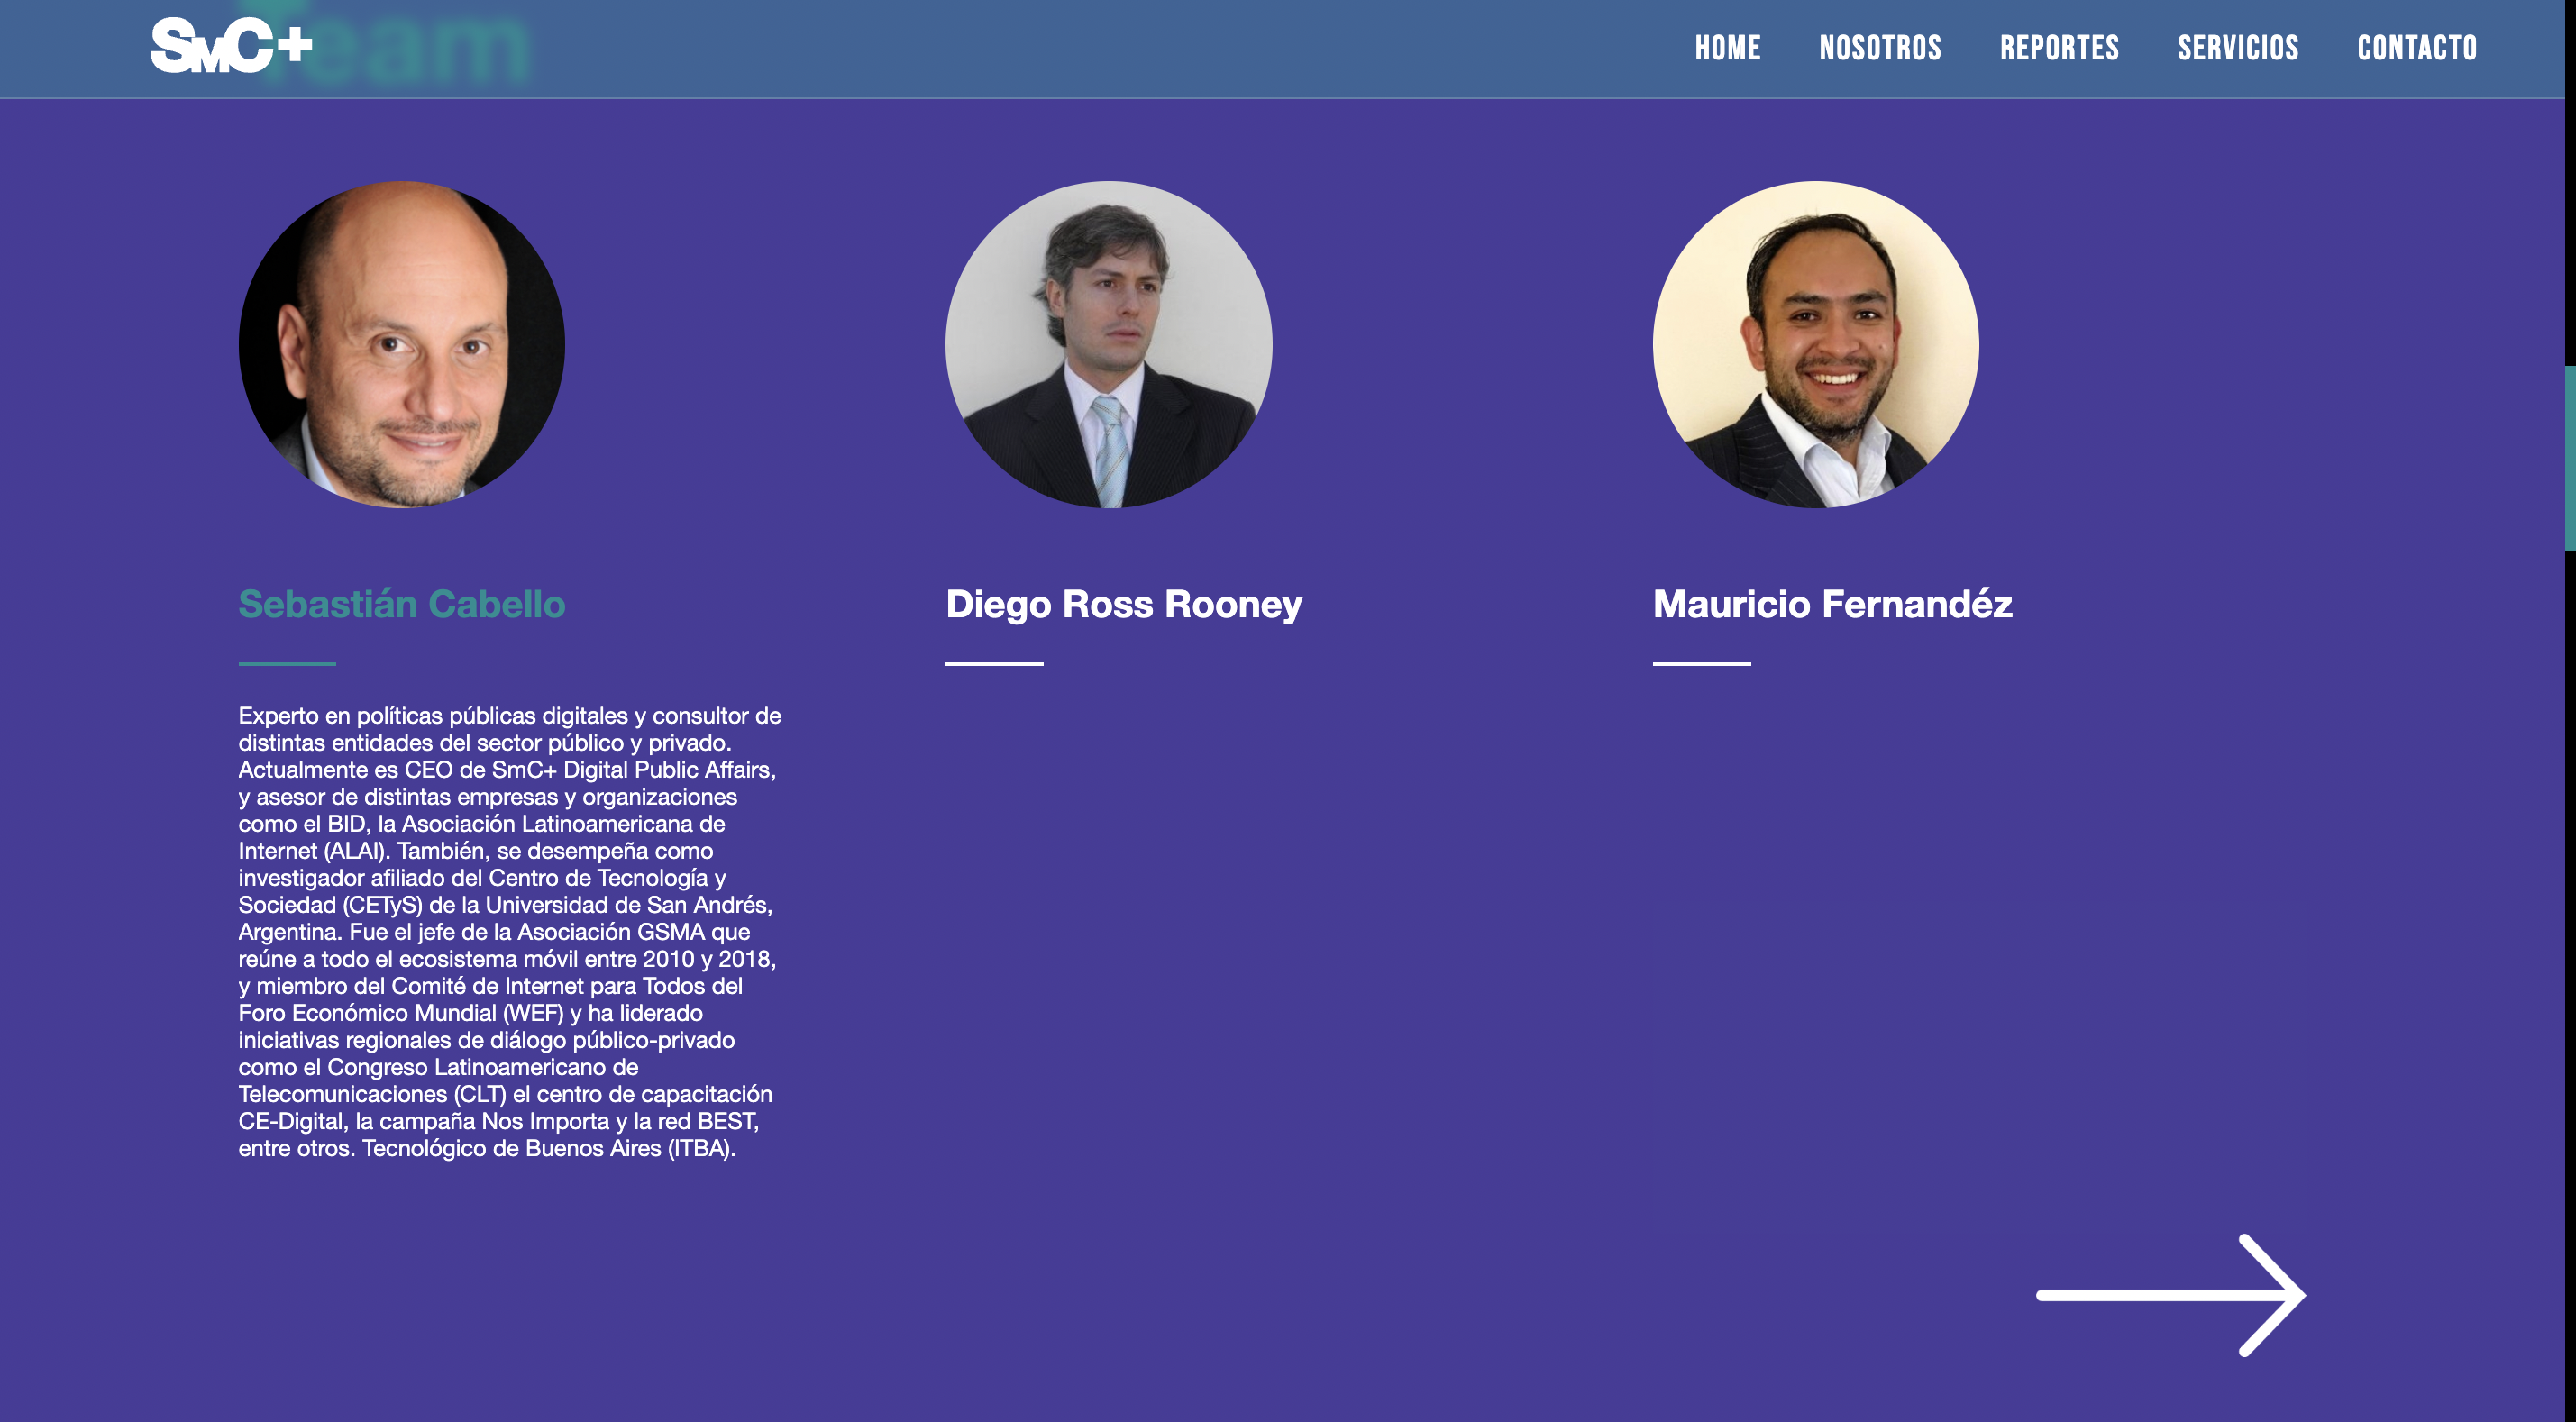 Team
SMC+
HOME
NOSOTROS
REPORTES
SERVICIOS
CONTACTO
Sebastián Cabello
Experto en políticas públicas digitales y consultor de
distintas entidades del sector público y privado.
Actualmente es CEO de SmC+ Digital Public Affairs,
y asesor de distintas empresas y organizaciones
como el BID, la Asociación Latinoamericana de
Internet (ALAI). También, se desempeña como
investigador afiliado del Centro de Tecnología y
Sociedad (CETyS) de la Universidad de San Andrés,
Argentina. Fue el jefe de la Asociación GSMA que
reúne a todo el ecosistema móvil entre 2010 y 2018,
y miembro del Comité de Internet para Todos del
Foro Económico Mundial (WEF) y ha liderado
iniciativas regionales de diálogo público-privado
como el Congreso Latinoamericano de
Telecomunicaciones (CLT) el centro de capacitación
CE-Digital, la campaña Nos Importa y la red BEST,
entre otros. Tecnológico de Buenos Aires (ITBA).
Diego Ross Rooney
Mauricio Fernandéz